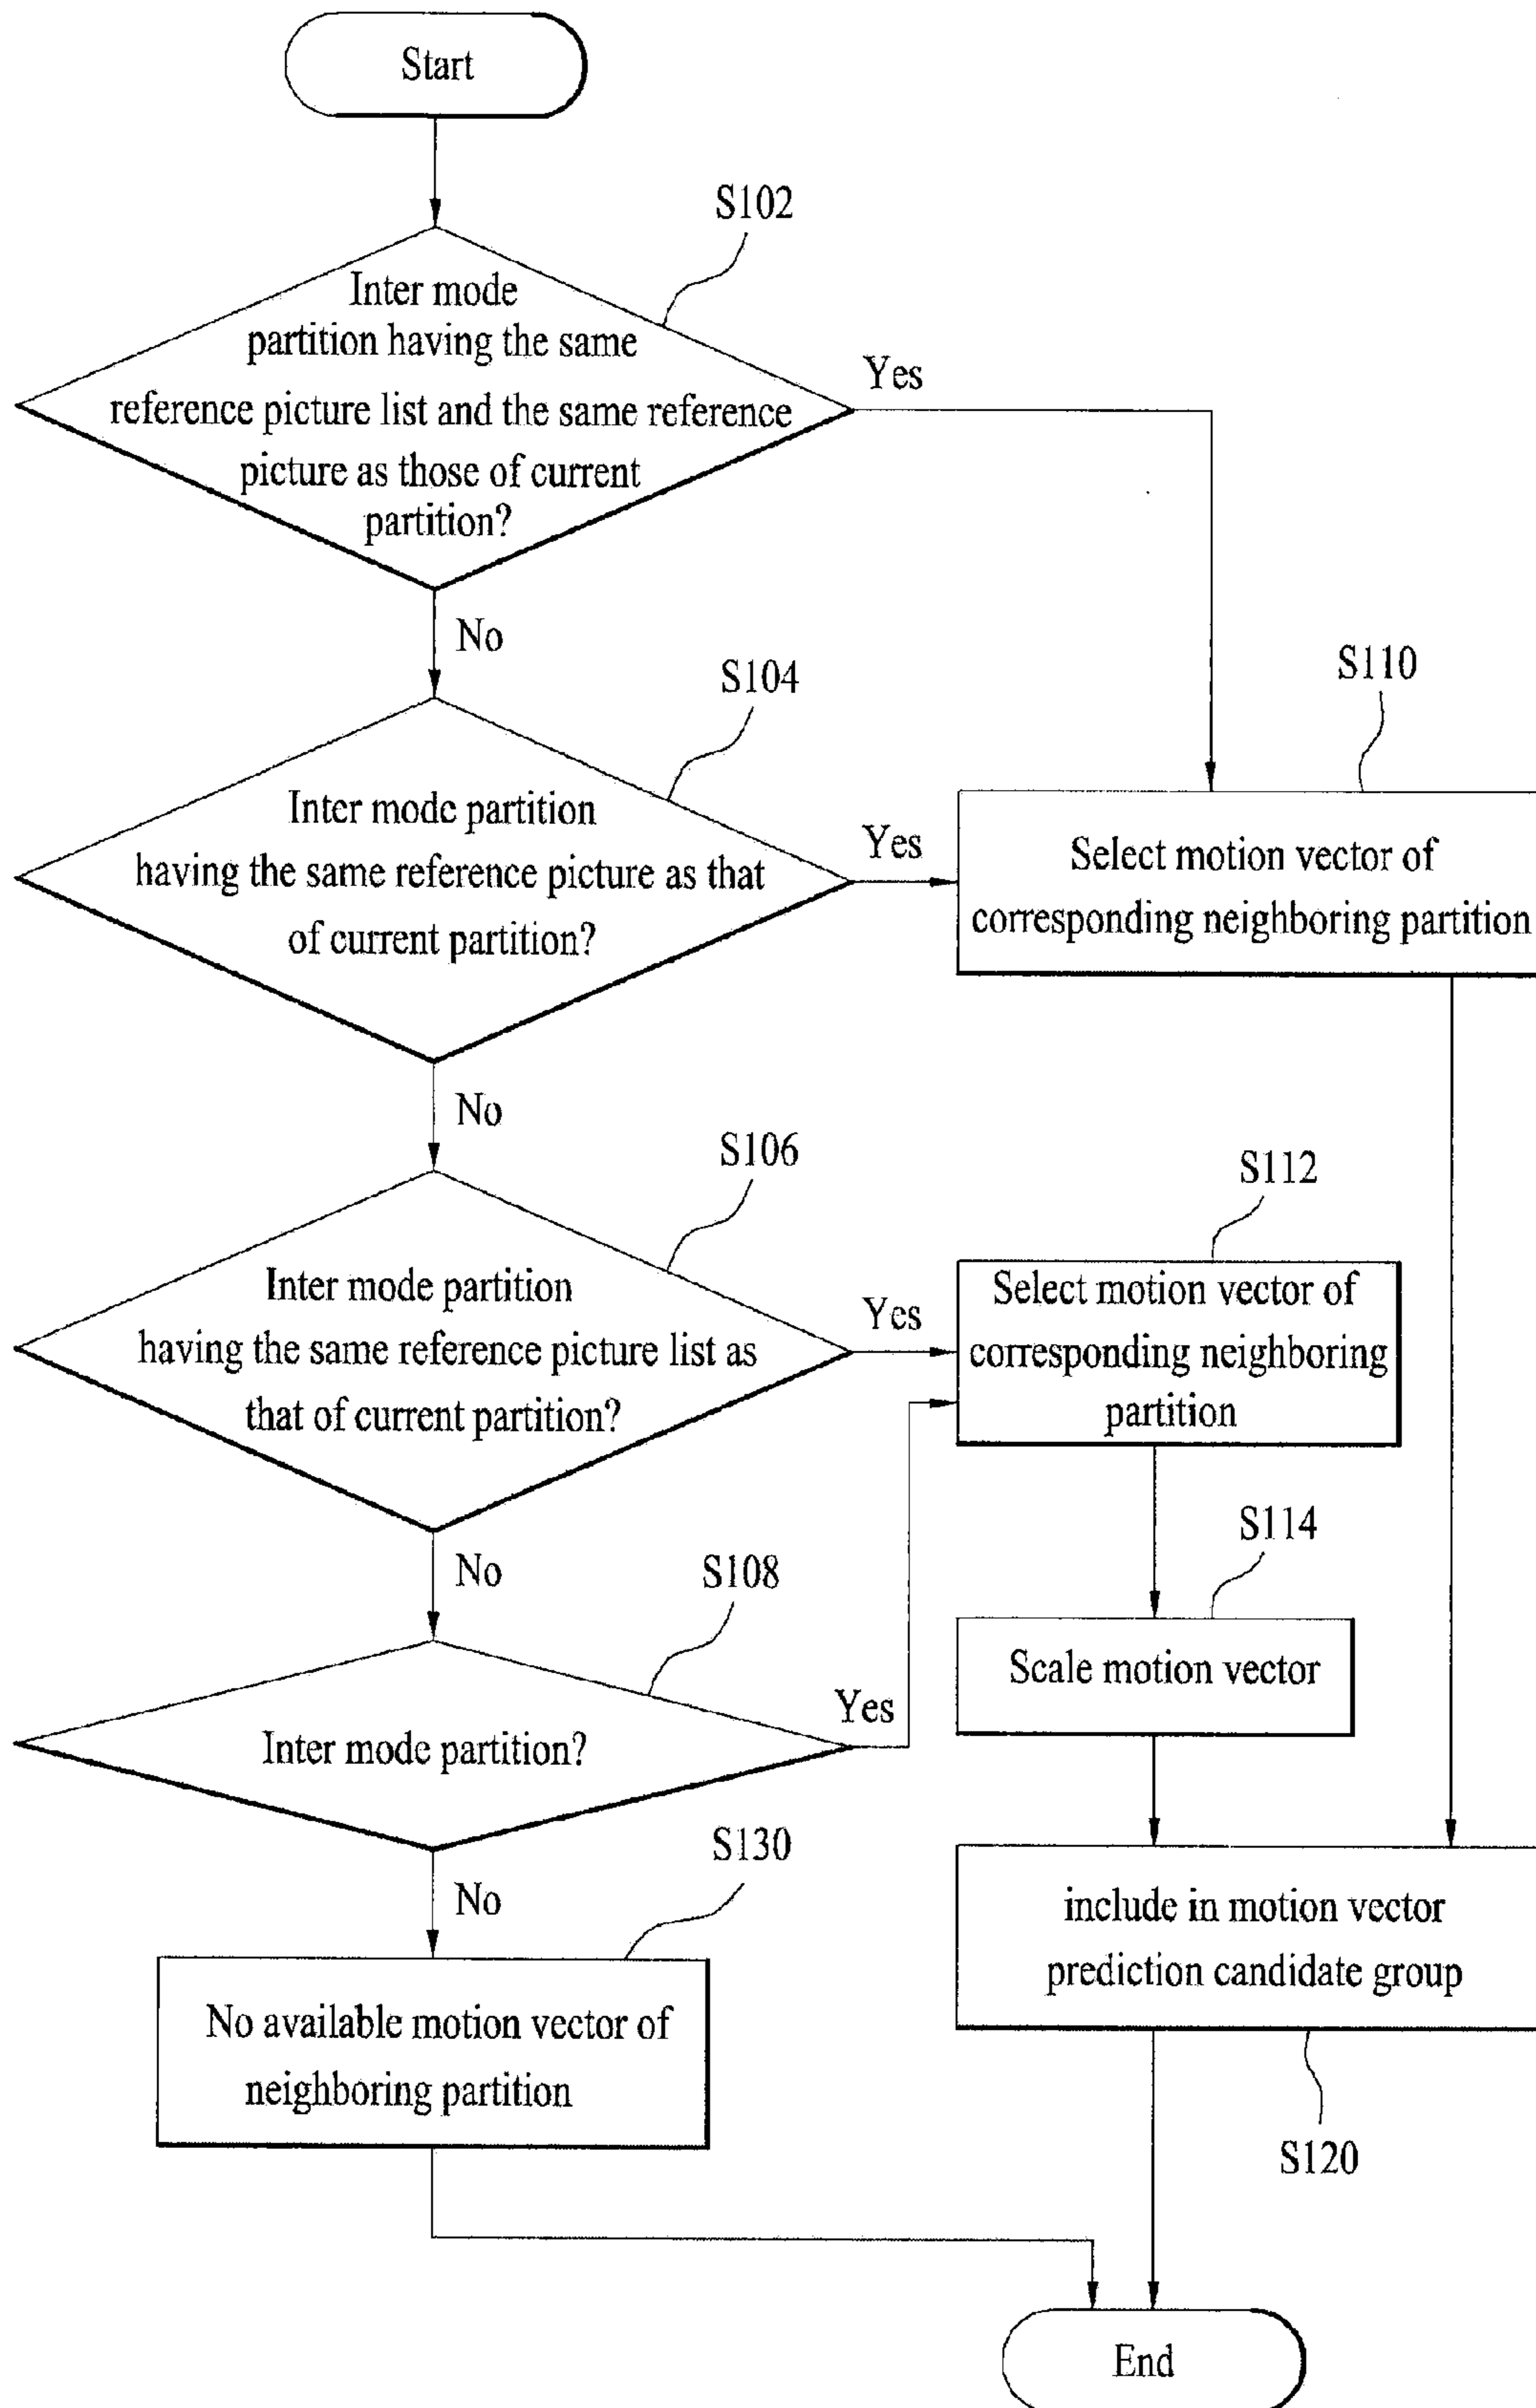 Start
S102
Inter mode
partition having the same
reference picture list and the same reference
picture as those of current
partition?
Yes
No
S104
S110
Inter mode partition
having the same reference picture as that
of current partition?
Yes
Select motion vector of
corresponding neighboring partition
No
S106
S112
Inter mode partition
having the same reference picture list as
that of current partition?
Yes
Select motion vector of
corresponding neighboring
partition
No
S108
S114
Inter mode partition?
Yes
Scale motion vector
No
S130
include in motion vector
prediction candidate group
No available motion vector of
neighboring partition
S120
End